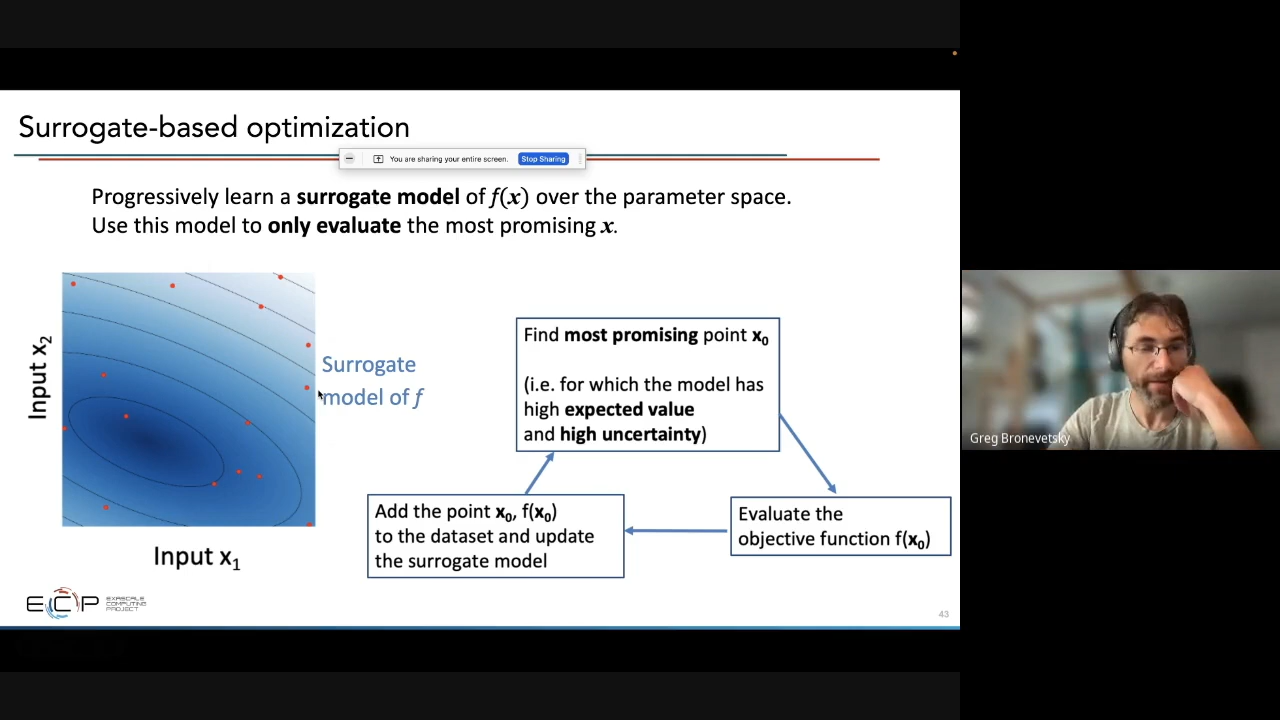 Surrogate-based optimization
You are sharing your entire screen.
Stop Sharing
Progressively learn a surrogate model of f(x) over the parameter space.
Use this model to only evaluate the most promising x.
Input x2
Surrogate
model of f
Input x1
Find most promising point x0
(i.e. for which the model has
high expected value
and high uncertainty)
Evaluate the
objective function f(x0)
Add the point x0, f(x0)
to the dataset and update
the surrogate model
ECP
EXASCALE
COMPUTING
PROJECT
43
Greg Bronevetsky